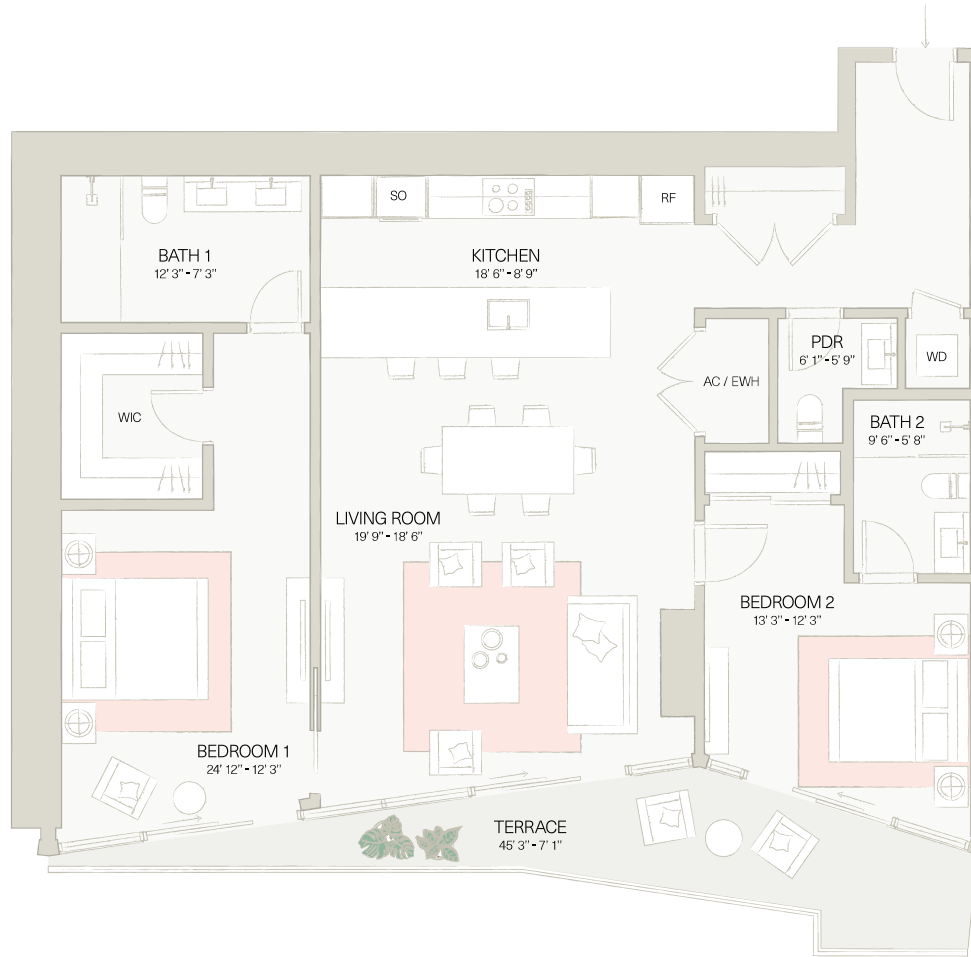 SO
RF
BATH 1
12' 3" - 7' 3"
KITCHEN
18' 6" - 8' 9"
PDR
6' 1" - 5' 9"
WD
AC / EWH
WIC
BATH 2
9' 6" - 5' 8"
LIVING ROOM
19' 9" - 18' 6"
BEDROOM 2
13' 3" - 12' 3"
BEDROOM 1
24' 12" - 12' 3"
TERRACE
45' 3" - 7' 1"